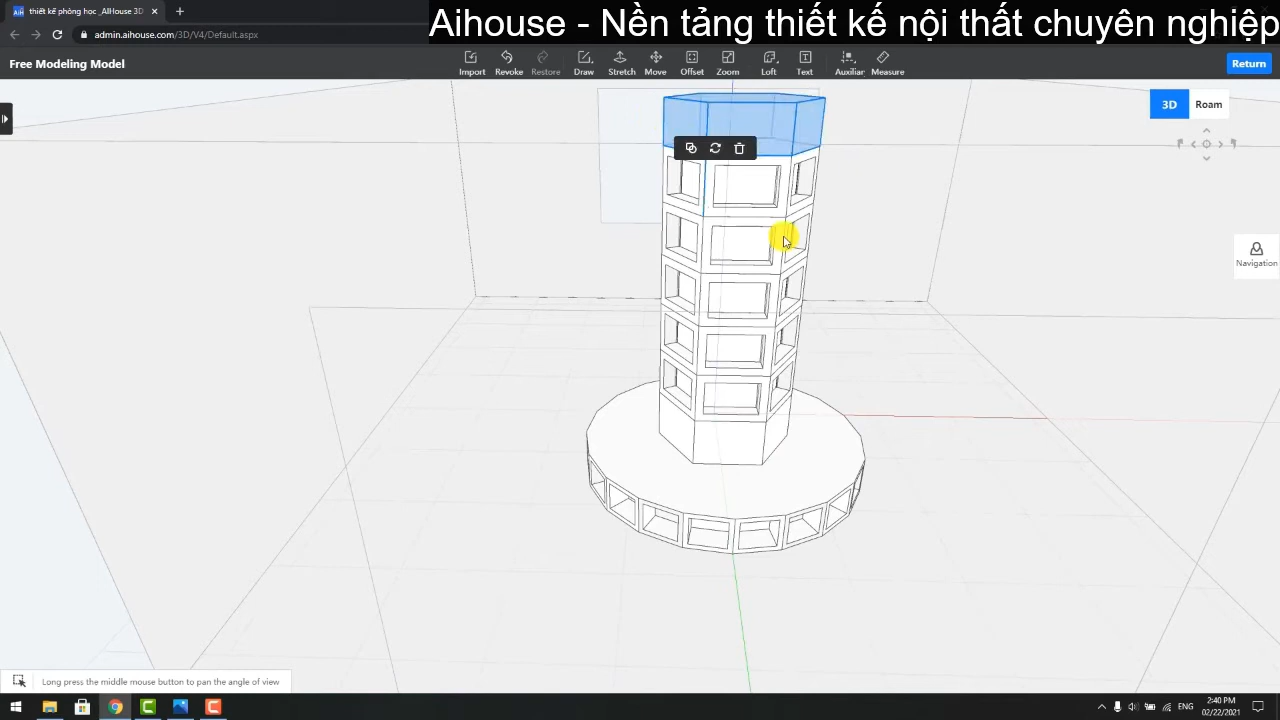 thiết kế phòng học _AiHouse 3D
Aihouse - Nền tảng thiết kế nội thất chuyên nghiệp
admin.aihouse.com/3D/V4/Default.aspx
Free Modeling Model
Import
Revoke
Restore
Draw
Stretch
Move
Offset
Zoom
Loft
Text
Auxiliar
Measure
Return
3D
Roam
Navigation
Long press the middle mouse button to pan the angle of view
ENG
2:40 PM
02/22/2021